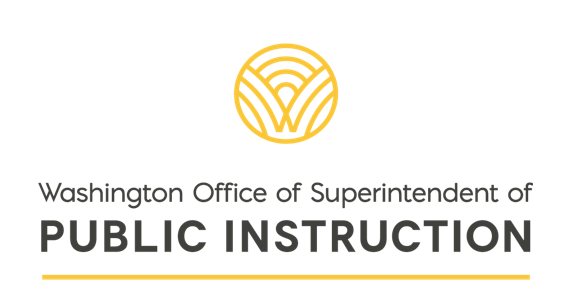 Washington Office of Superintendent of
PUBLIC INSTRUCTION